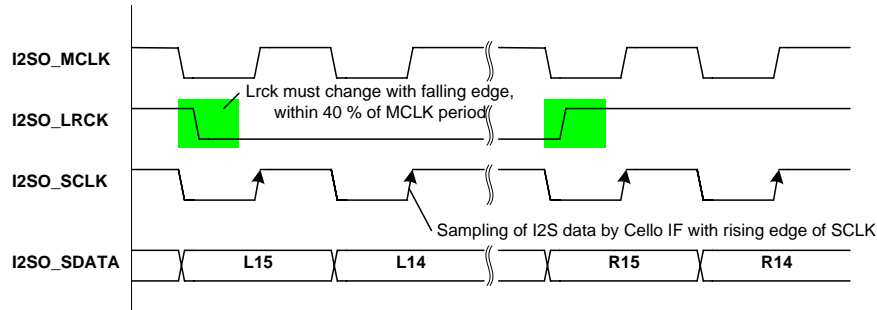 I2SO_MCLK
Lrck must change with falling edge,
within 40 % of MCLK period
I2SO_LRCK
I2SO_SCLK
Sampling of I2S data by Cello IF with rising edge of SCLK
I2SO_SDATA L15 L14 R15 R14